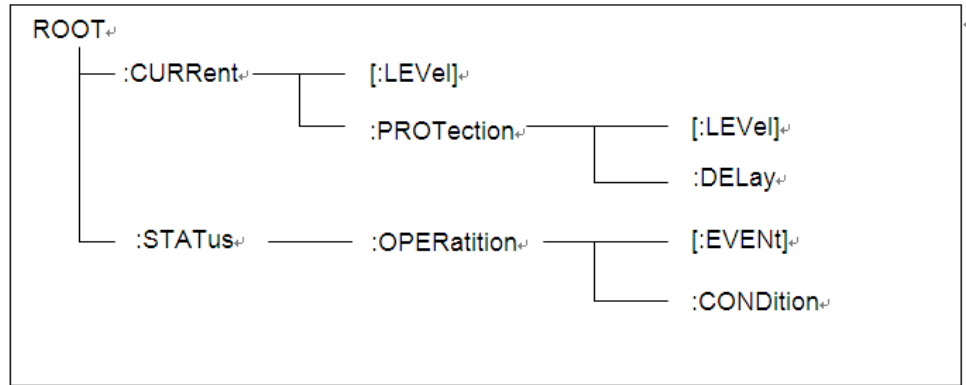 ROOT
:CURRent [:LEVel]
:PROTection [:LEVel]
:DELay
:STATus :OPERatition [:EVENt]
:CONDition